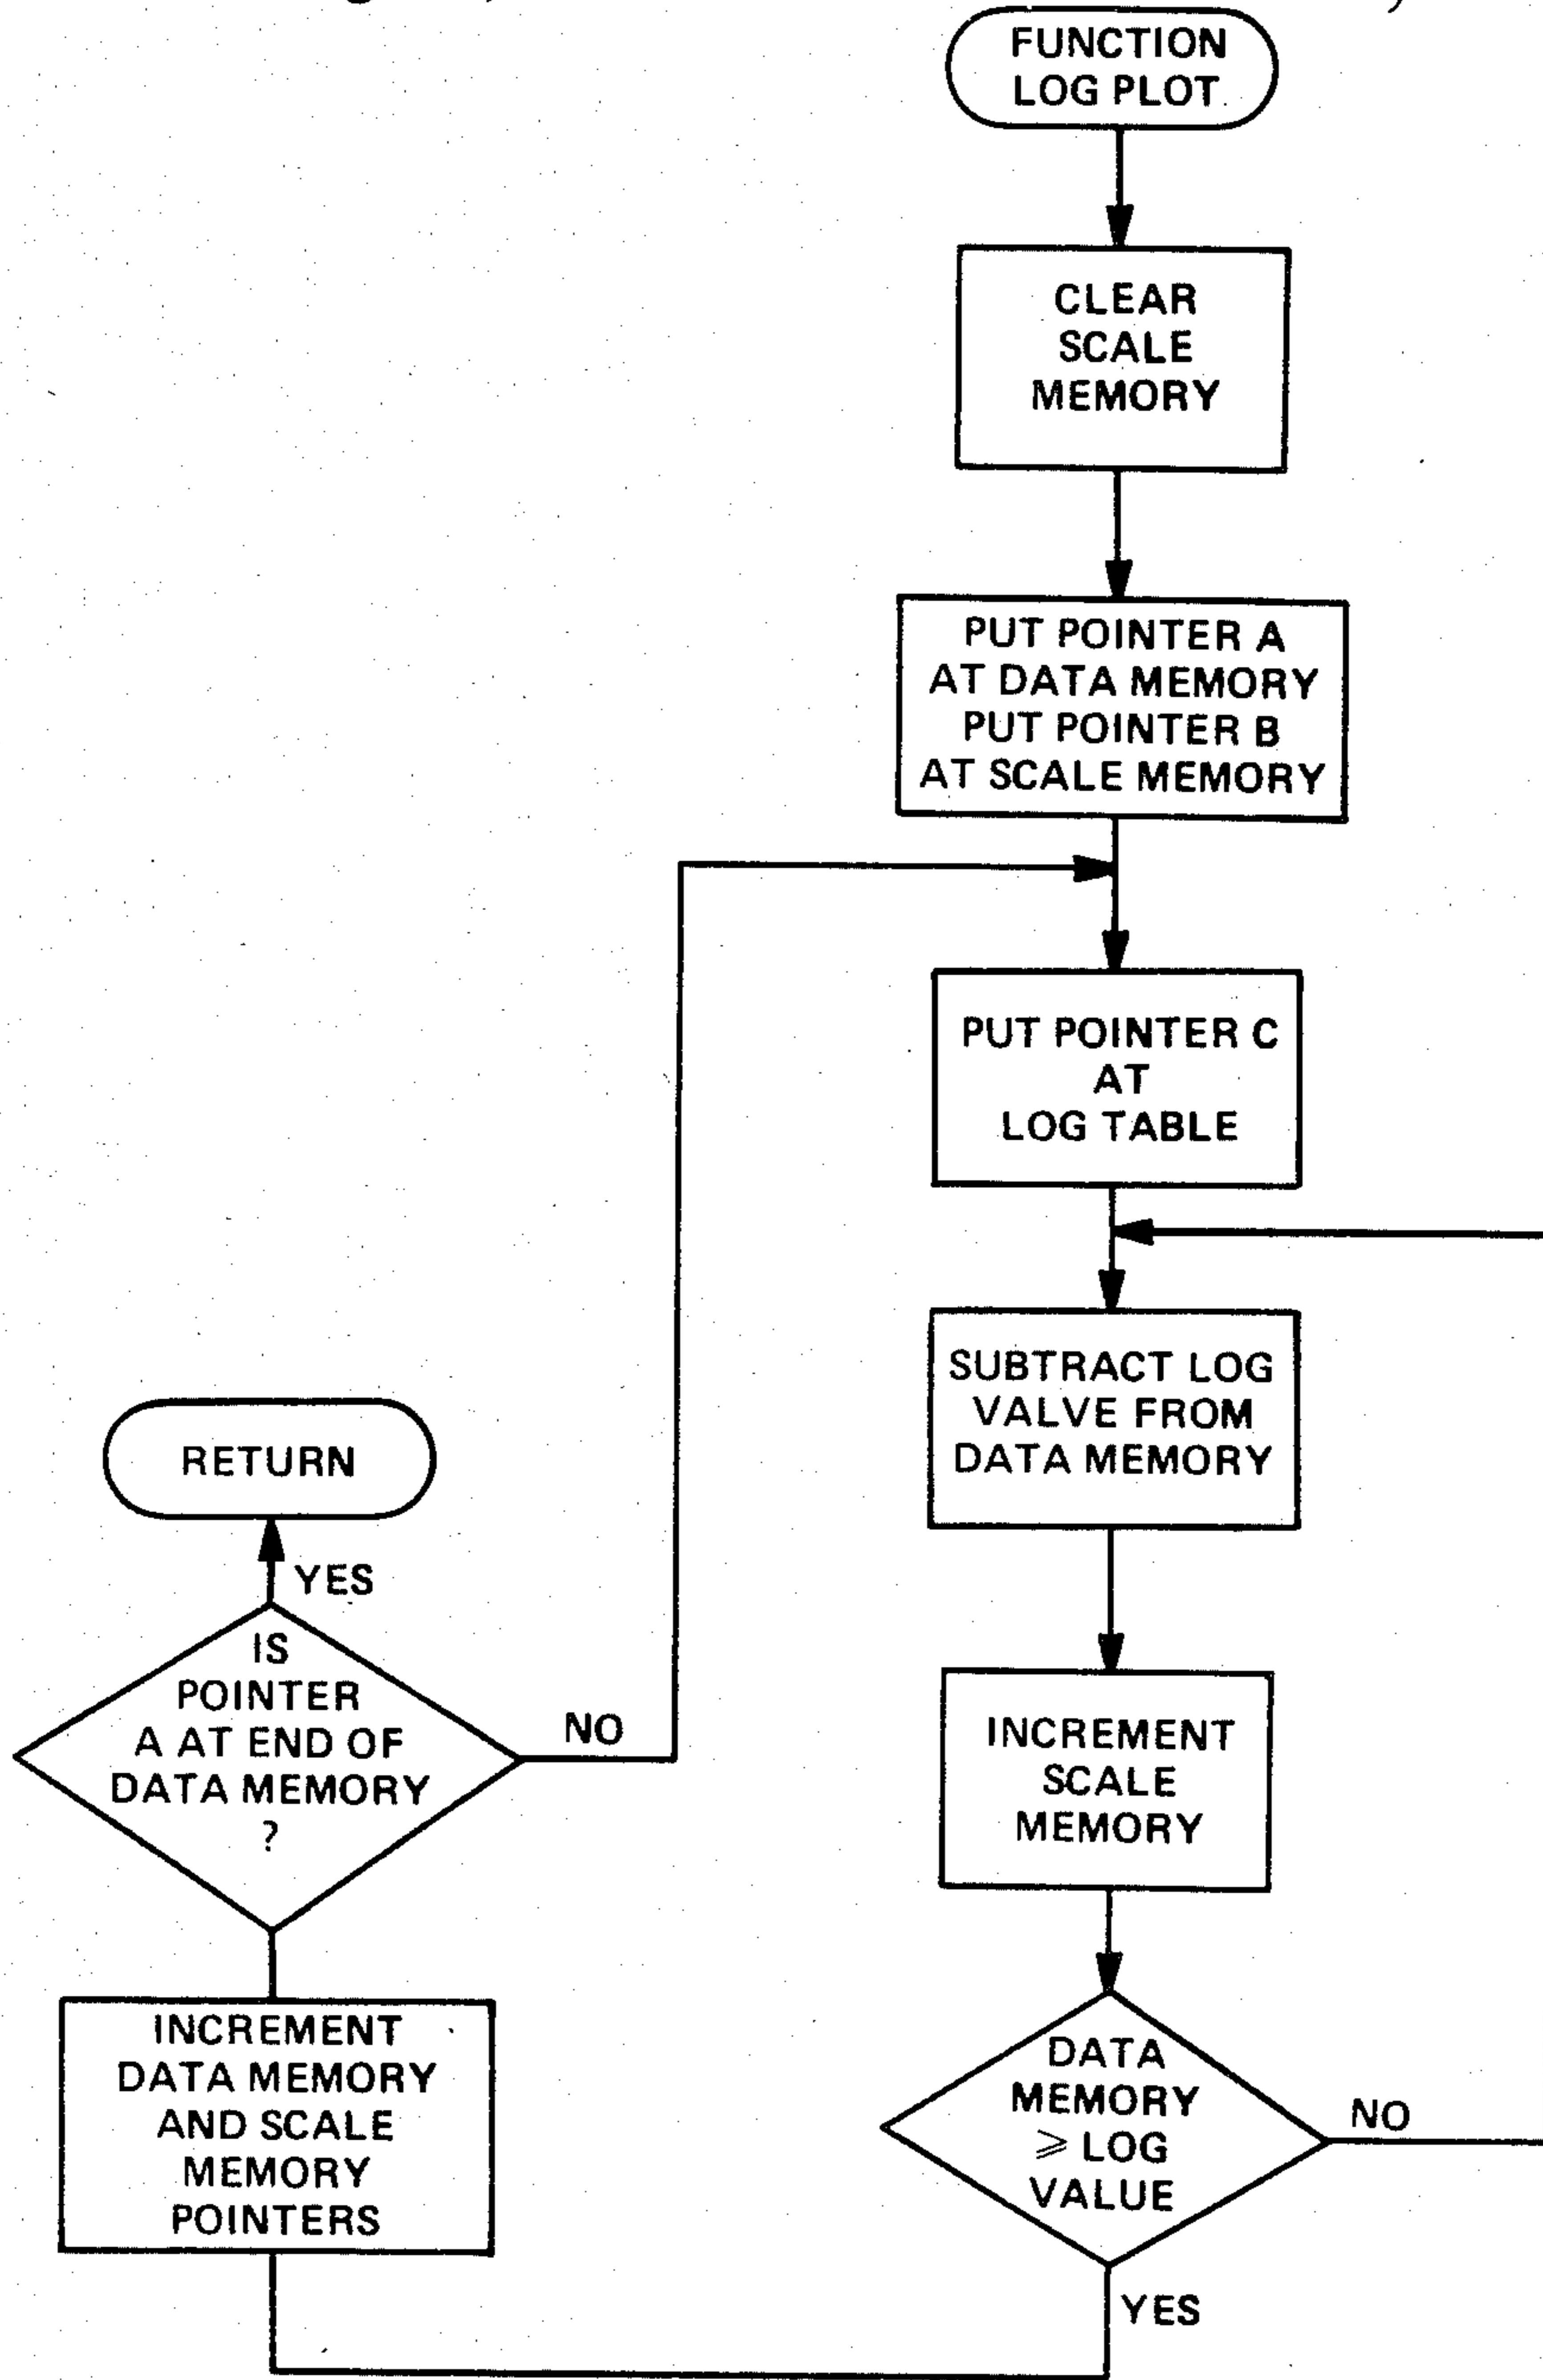 FUNCTION
LOG PLOT
CLEAR
SCALE
MEMORY
PUT POINTER A
AT DATA MEMORY
PUT POINTER B
AT SCALE MEMORY
PUT POINTER C
AT
LOG TABLE
SUBTRACT LOG
VALVE FROM
DATA MEMORY
INCREMENT
SCALE
MEMORY
DATA
MEMORY
⩾ LOG
VALUE
NO
YES
INCREMENT
DATA MEMORY
AND SCALE
MEMORY
POINTERS
IS
POINTER
A AT END OF
DATA MEMORY
?
NO
YES
RETURN